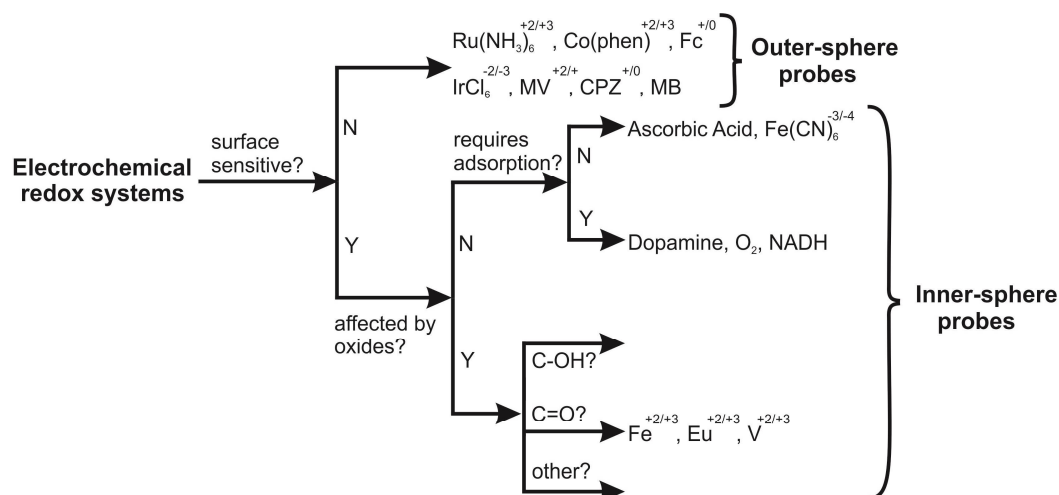 Ru(NH₃)₆⁺²/⁺³, Co(phen)⁺²/⁺³, Fc⁺/⁰
IrCl₆⁻²/⁻³, MV⁺²/⁺, CPZ⁺/⁰, MB
Outer-sphere
probes
N
surface
sensitive?
Electrochemical
redox systems
Y
requires
adsorption?
N
Ascorbic Acid, Fe(CN)₆⁻³/⁻⁴
Y
Dopamine, O₂, NADH
N
affected by
oxides?
Y
Inner-sphere
probes
C-OH?
C=O?
Fe⁺²/⁺³, Eu⁺²/⁺³, V⁺²/⁺³
other?